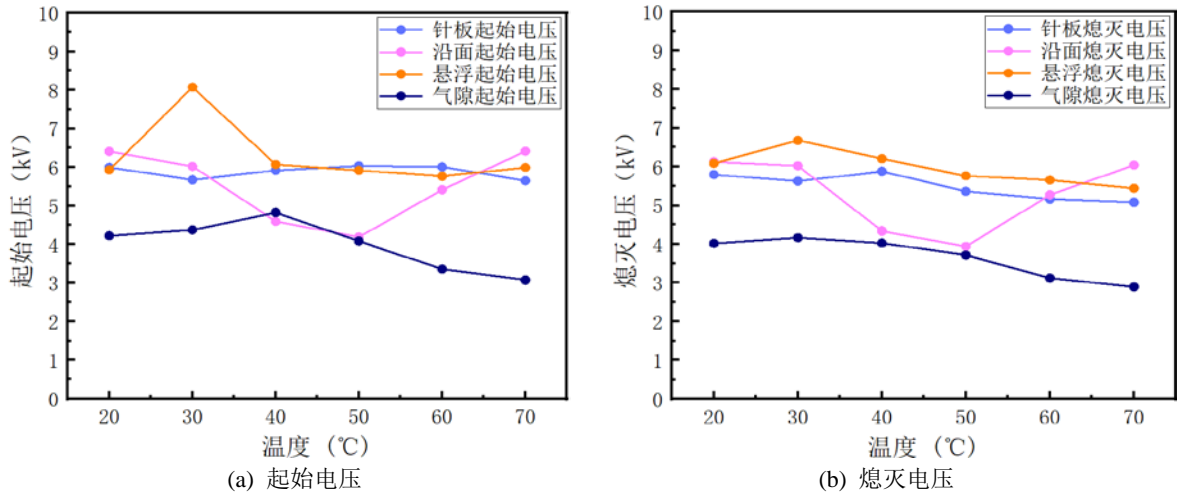 10
9
8
7
6
5
4
3
2
1
0
起始电压 (kV)
针板起始电压
沿面起始电压
悬浮起始电压
气隙起始电压
20 30 40 50 60 70
温度 (℃)
(a) 起始电压
10
9
8
7
6
5
4
3
2
1
0
熄灭电压 (kV)
针板熄灭电压
沿面熄灭电压
悬浮熄灭电压
气隙熄灭电压
20 30 40 50 60 70
温度 (℃)
(b) 熄灭电压